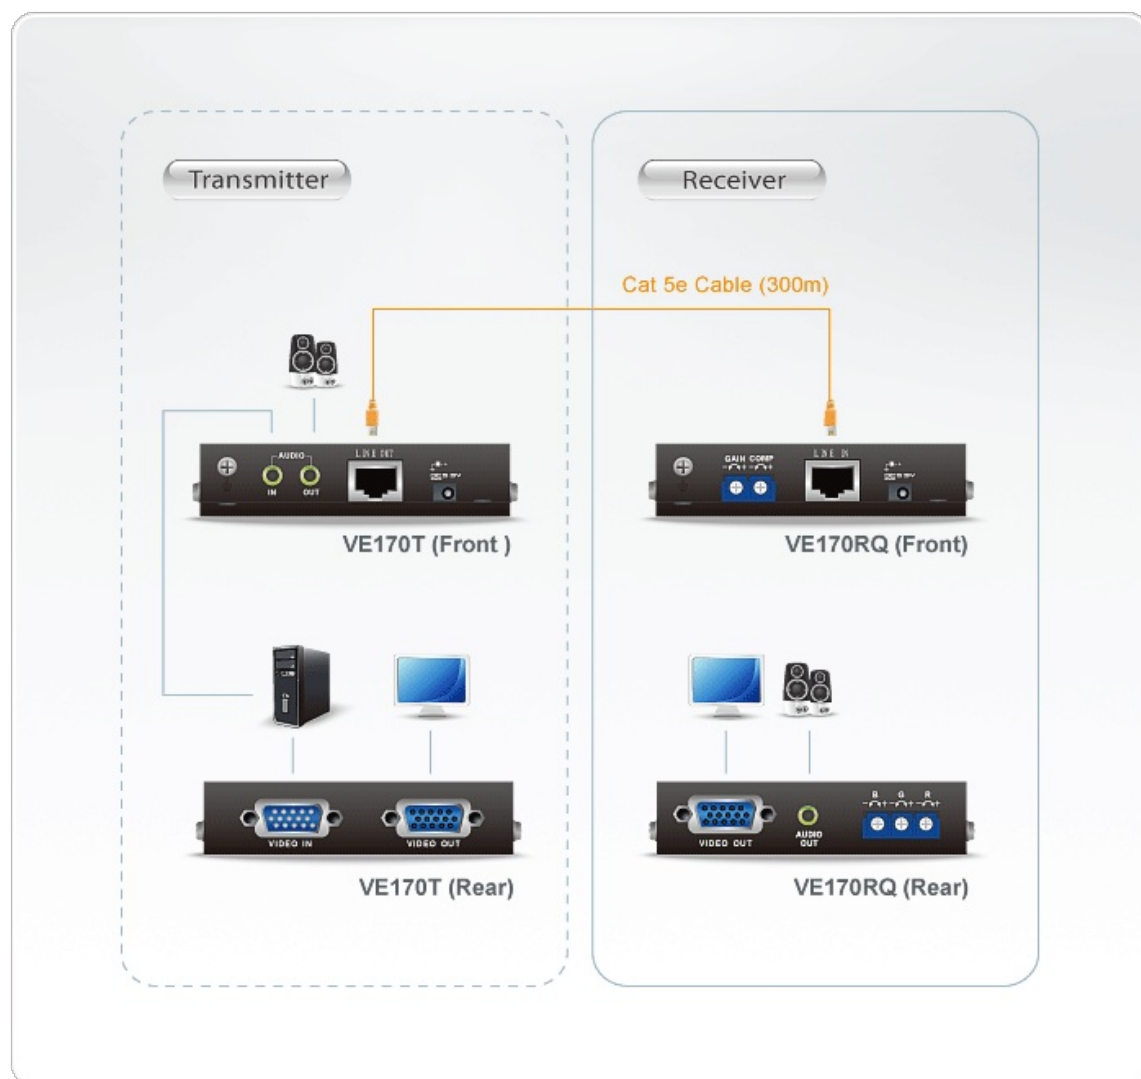 Transmitter
Receiver
Cat 5e Cable (300m)
AUDIO
LINE OUT
IN
OUT
VE170T (Front )
GAIN COMP
LINE IN
VE170RQ (Front)
VIDEO IN
VIDEO OUT
VE170T (Rear)
B G R
VIDEO OUT
AUDIO
OUT
VE170RQ (Rear)